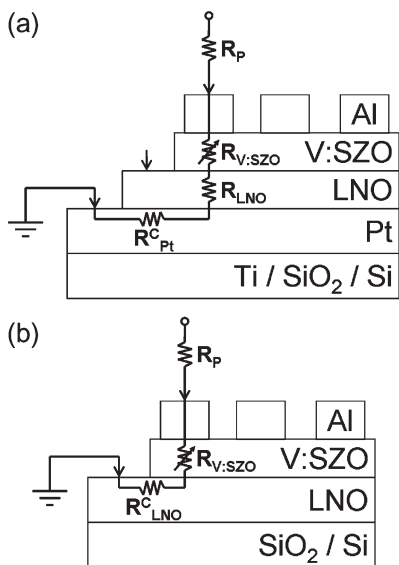 (a)
R_P
Al
R_V:SZO V:SZO
R_LNO LNO
R^C_Pt Pt
Ti / SiO₂ / Si
(b)
R_P
Al
R_V:SZO V:SZO
R^C_LNO LNO
SiO₂ / Si